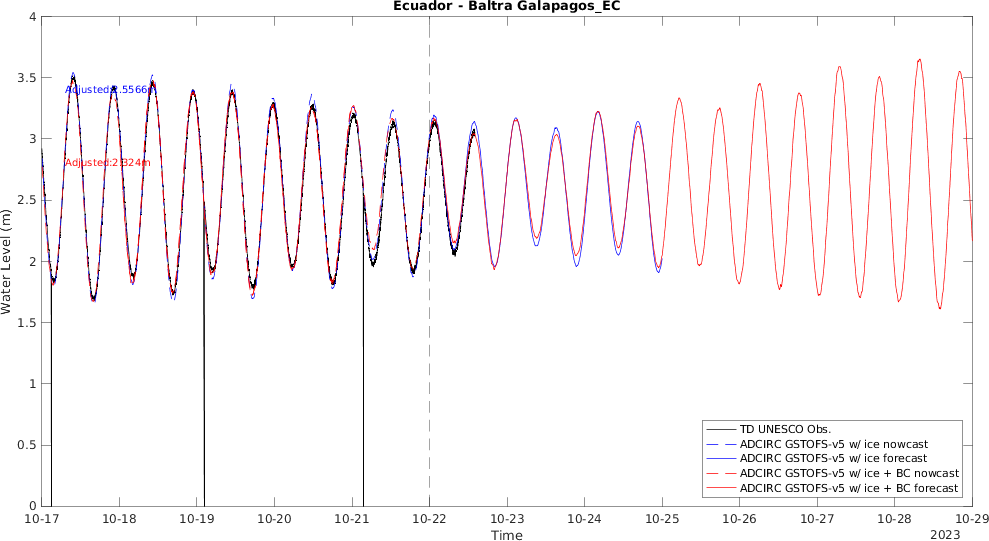 Ecuador - Baltra Galapagos_EC
4
3.5
3
2.5
2
1.5
1
0.5
0
Water Level (m)
Adjusted:2.5566m
Adjusted:2.324m
TD UNESCO Obs.
ADCIRC GSTOFS-v5 w/ ice nowcast
ADCIRC GSTOFS-v5 w/ ice forecast
ADCIRC GSTOFS-v5 w/ ice + BC nowcast
ADCIRC GSTOFS-v5 w/ ice + BC forecast
10-17 10-18 10-19 10-20 10-21 10-22 10-23 10-24 10-25 10-26 10-27 10-28 10-29
Time
2023